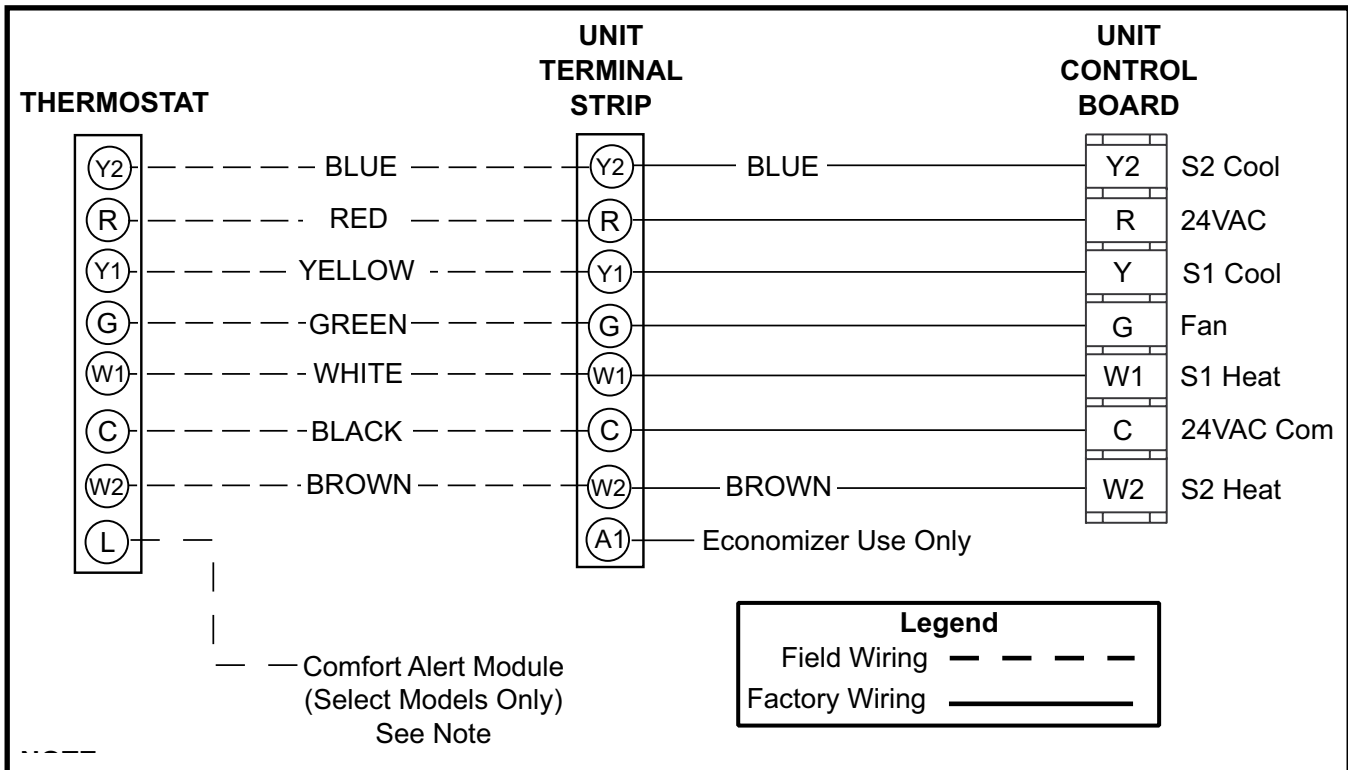 THERMOSTAT
UNIT
TERMINAL
STRIP
UNIT
CONTROL
BOARD
Y2 BLUE Y2 BLUE Y2 S2 Cool
R RED R R 24VAC
Y1 YELLOW Y1 Y S1 Cool
G GREEN G G Fan
W1 WHITE W1 W1 S1 Heat
C BLACK C C 24VAC Com
W2 BROWN W2 BROWN W2 S2 Heat
L A1 Economizer Use Only
Comfort Alert Module
(Select Models Only)
See Note
Legend
Field Wiring
Factory Wiring